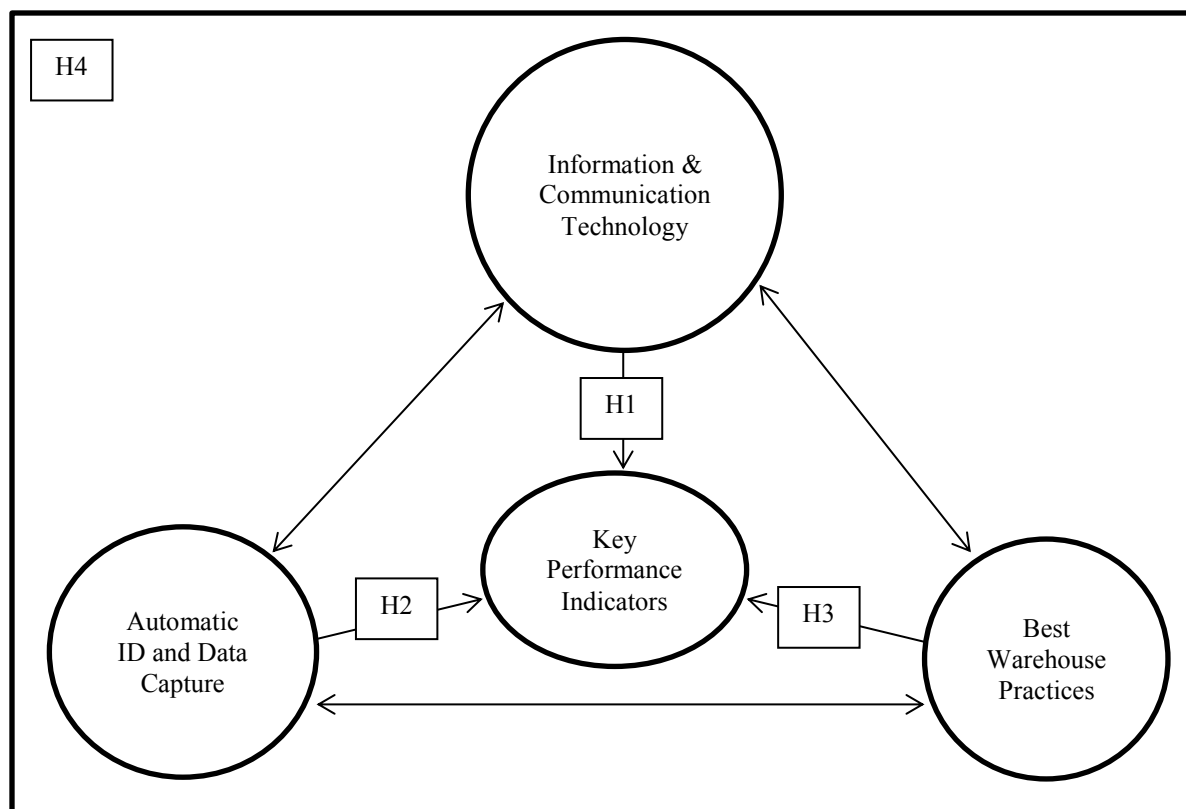 H4
Information &
Communication
Technology
H1
Key
Performance
Indicators
H2
H3
Automatic
ID and Data
Capture
Best
Warehouse
Practices